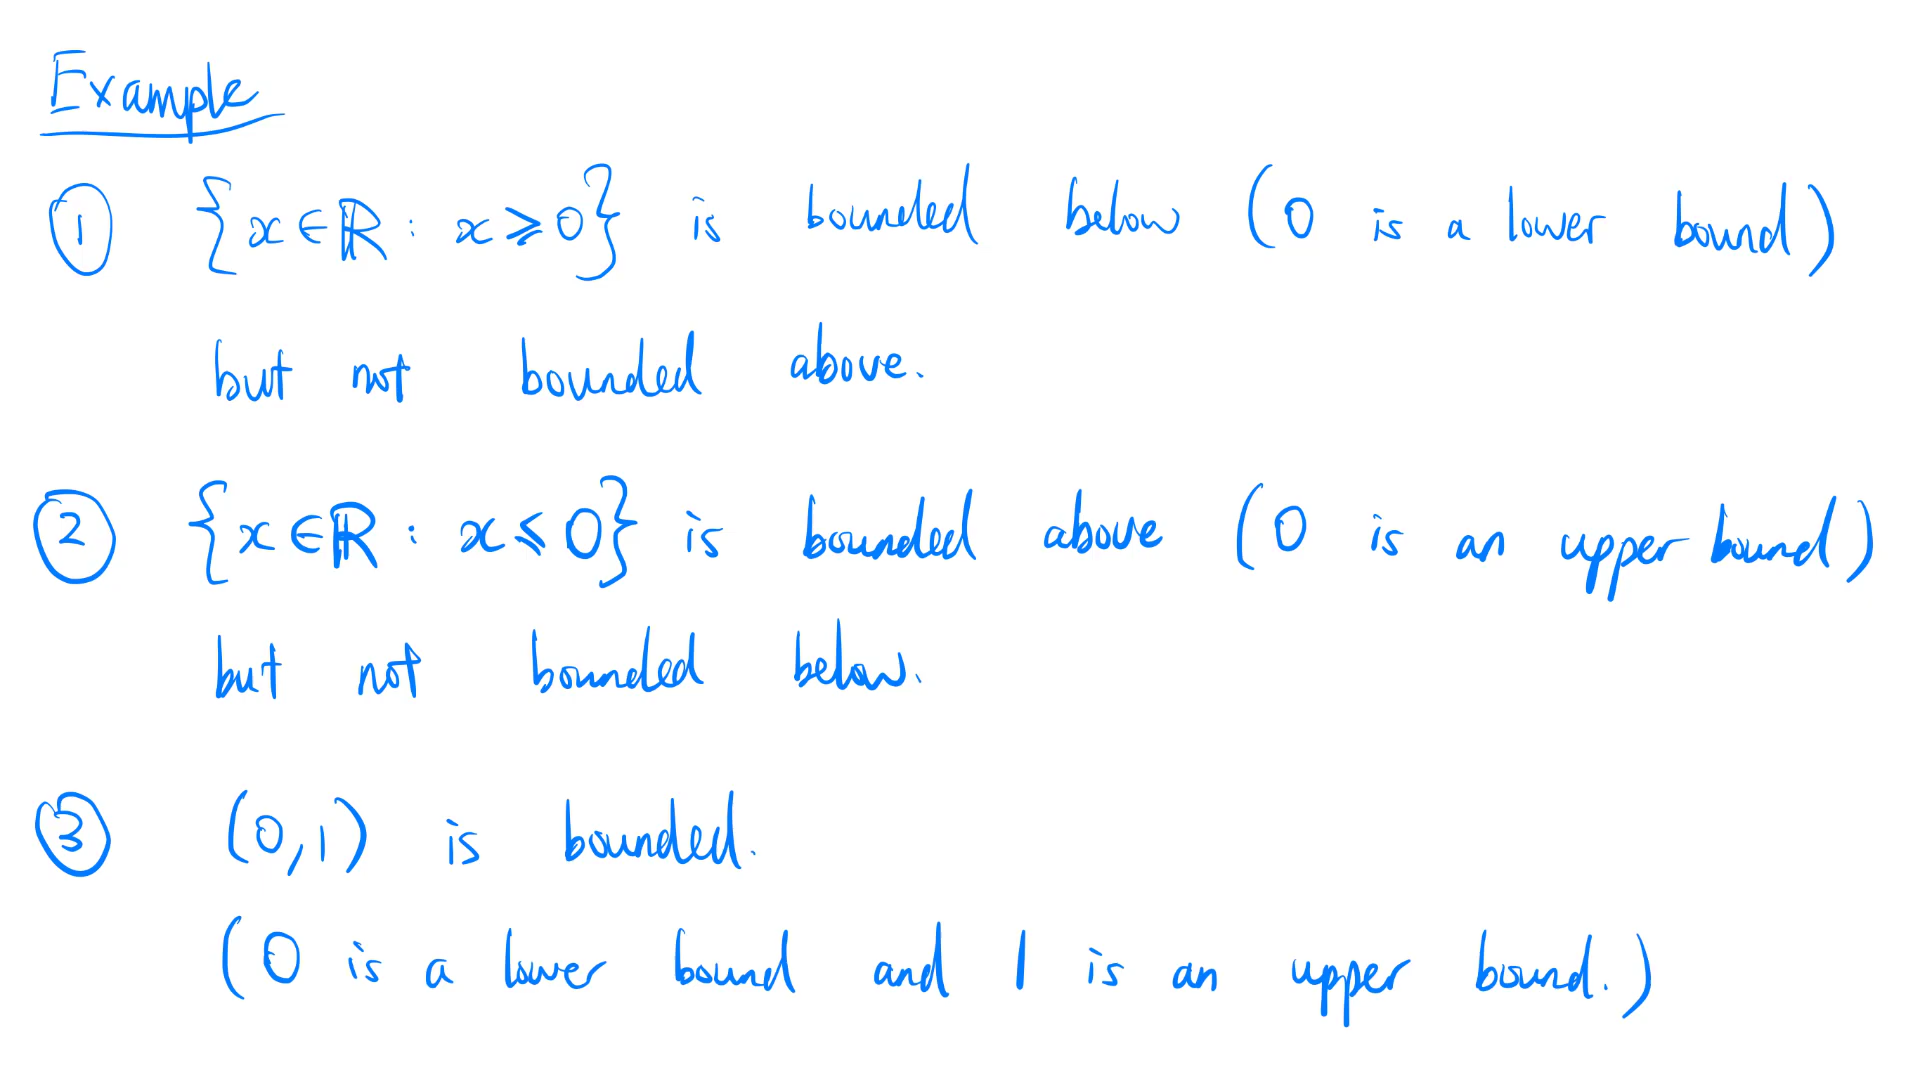 Example
① {x∈ℝ : x⩾0} is bounded below (0 is a lower bound)
but not bounded above.
② {x∈ℝ : x⩽0} is bounded above (0 is an upper bound)
but not bounded below.
③ (0,1) is bounded.
(0 is a lower bound and 1 is an upper bound.)